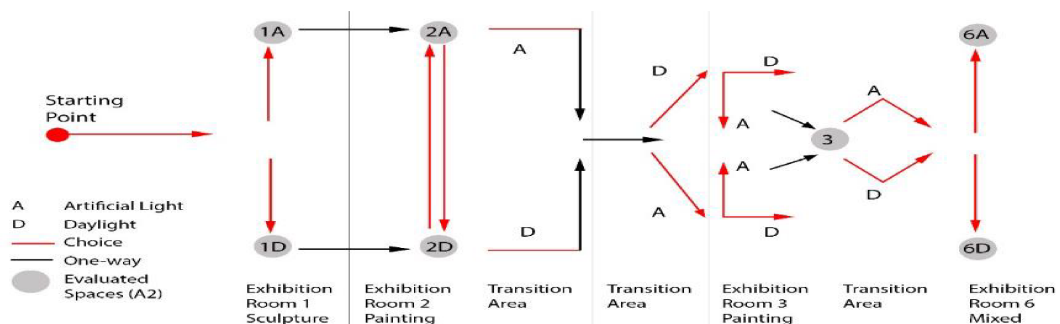 1A
2A
6A
A
D
D
A
Starting
Point
A
3
A
A
D
A Artificial Light
D Daylight
Choice
One-way
Evaluated
Spaces (A2)
1D
2D
D
D
6D
Exhibition
Room 1
Sculpture
Exhibition
Room 2
Painting
Transition
Area
Transition
Area
Exhibition
Room 3
Painting
Transition
Area
Exhibition
Room 6
Mixed